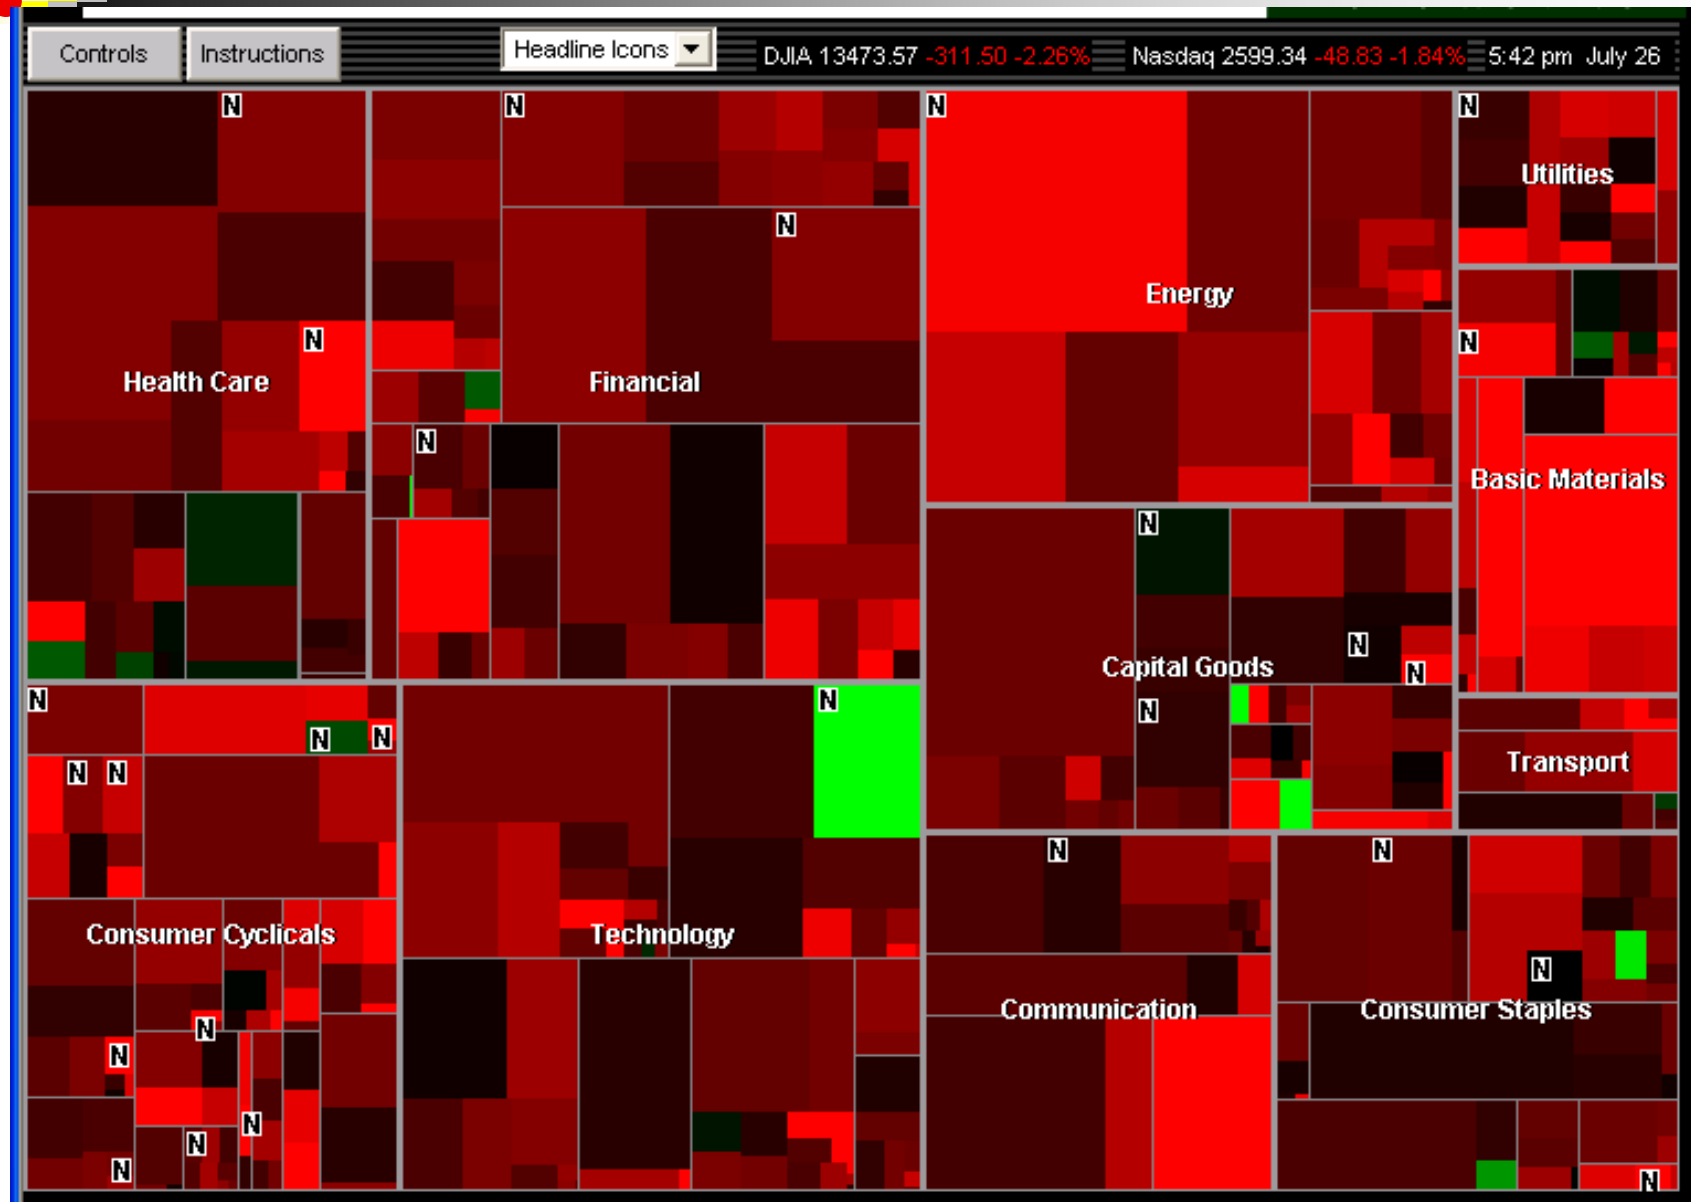 Controls
Instructions
Headline Icons
DJIA 13473.57 -311.50 -2.26%
Nasdaq 2599.34 -48.83 -1.84%
5:42 pm July 26
N
N
N
N
Utilities
N
Energy
N
N
Health Care
Financial
N
Basic Materials
N
N
Capital Goods
N
N
N
N
N
N
N
N
N
Transport
N
N
Consumer Cyclicals
Technology
N
Communication
Consumer Staples
N
N
N
N
N
N